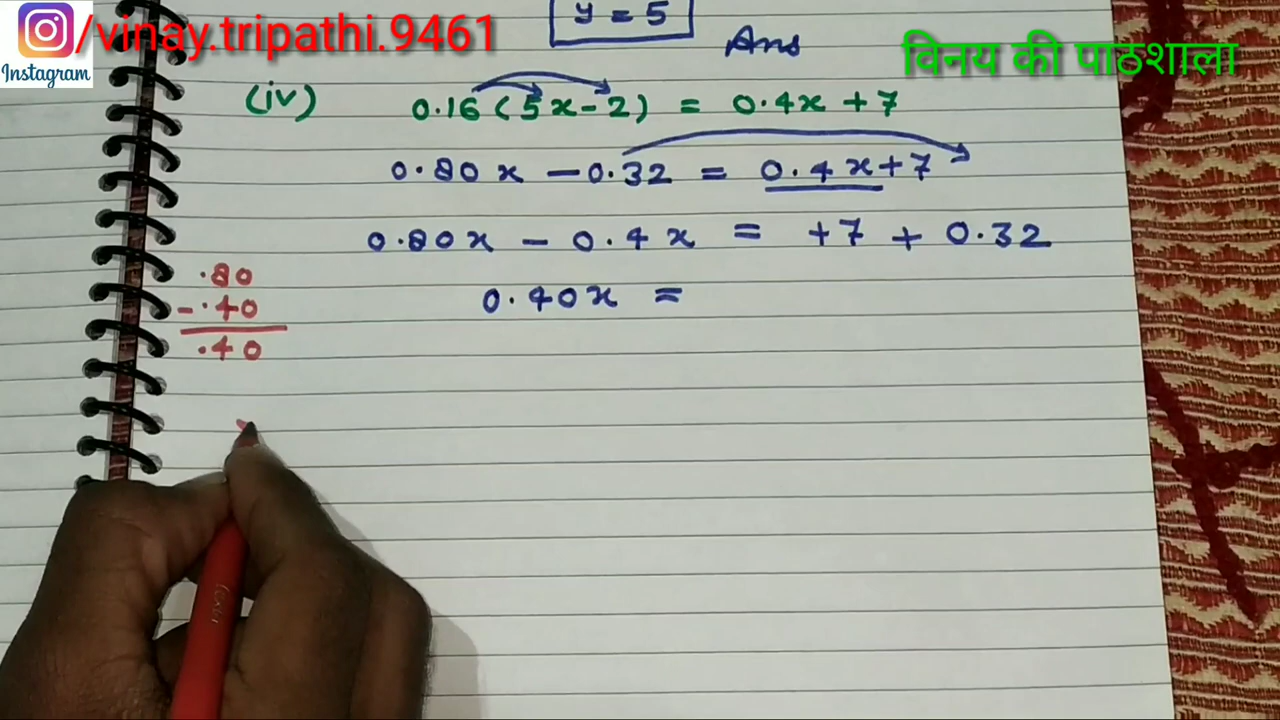 /vinay.tripathi.9461
Instagram
विनय की पाठशाला
y = 5
Ans
(iv) 0.16(5x-2) = 0.4x+7
0.80x - 0.32 = 0.4x+7
0.80x - 0.4x = +7 + 0.32
0.40x =
.80
-.40
.40